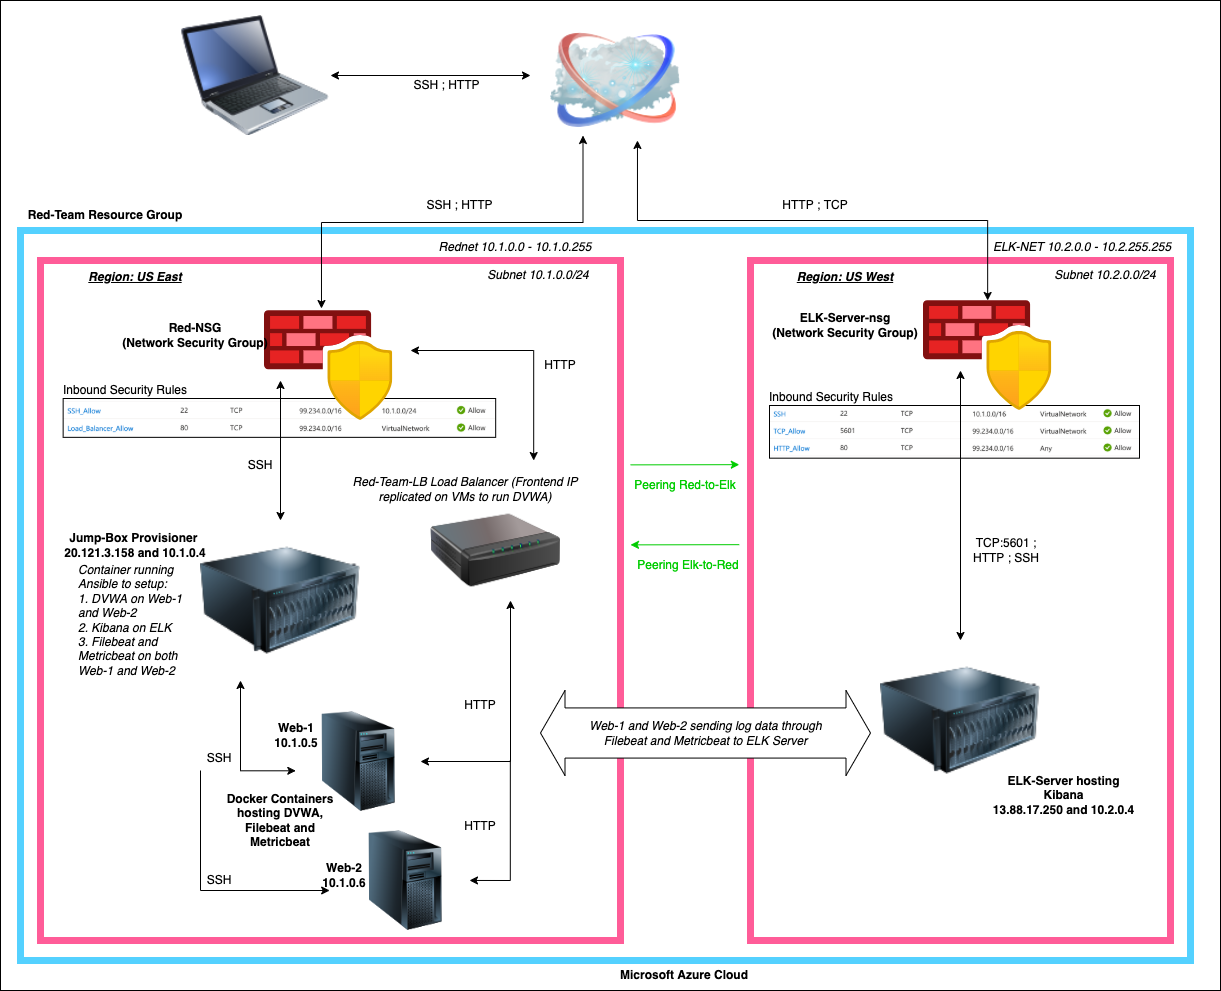 SSH ; HTTP
SSH ; HTTP
HTTP ; TCP
Red-Team Resource Group
Rednet 10.1.0.0 - 10.1.0.255
ELK-NET 10.2.0.0 - 10.2.255.255
Region: US East
Subnet 10.1.0.0/24
Region: US West
Subnet 10.2.0.0/24
Red-NSG
(Network Security Group)
ELK-Server-nsg
(Network Security Group)
HTTP
Inbound Security Rules
SSH_Allow 22 TCP 99.234.0.0/16 10.1.0.0/24 Allow
Load_Balancer_Allow 80 TCP 99.234.0.0/16 VirtualNetwork Allow
Inbound Security Rules
SSH 22 TCP 10.1.0.0/16 VirtualNetwork Allow
TCP_Allow 5601 TCP 99.234.0.0/16 VirtualNetwork Allow
HTTP_Allow 80 TCP 99.234.0.0/16 Any Allow
SSH
Red-Team-LB Load Balancer (Frontend IP
replicated on VMs to run DVWA)
Peering Red-to-Elk
Peering Elk-to-Red
TCP:5601 ;
HTTP ; SSH
Jump-Box Provisioner
20.121.3.158 and 10.1.0.4
Container running
Ansible to setup:
1. DVWA on Web-1
and Web-2
2. Kibana on ELK
3. Filebeat and
Metricbeat on both
Web-1 and Web-2
HTTP
Web-1
10.1.0.5
SSH
Web-1 and Web-2 sending log data through
Filebeat and Metricbeat to ELK Server
ELK-Server hosting
Kibana
13.88.17.250 and 10.2.0.4
Docker Containers
hosting DVWA,
Filebeat and
Metricbeat
HTTP
Web-2
10.1.0.6
SSH
Microsoft Azure Cloud